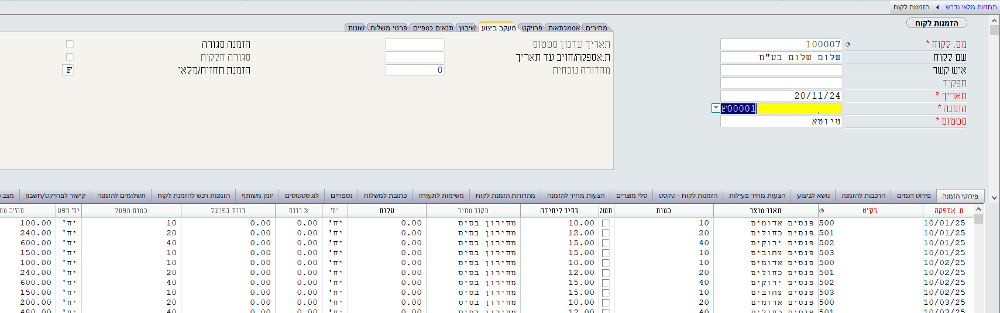 תחזיות מלאי נדרש ◂ הזמנות לקוח
הזמנות לקוח
מס. לקוח * 100007
שם לקוח שלום שלום בע"מ
איש קשר
תפקיד
תאריך * 20/11/24
הזמנה * F00001
סטטוס * טיוטא
מחירים אסמכתאות פרויקט מעקב ביצוע שיבוץ תנאים כספיים פרטי משלוח שונות
תאריך עדכון סטטוס הזמנה סגורה
ת.אספקה/חויב עד תאריך סגורה חלקית
מהדורה נוכחית 0 הזמנת תחזית/מלאי F
פירוטי הזמנה פירוט דגמים הרכבות להזמנה נושא לביצוע הצעות מחיר פעילות סלי מוצרים הזמנות לקוח - טקסט הצעות מחיר להזמנה מהדורות הזמנת לקוח משימות לתעודה כתובת למשלוח נספחים לוג סטטוסים יומן משותף הזמנות רכש להזמנת לקוח תשלומים להזמנה קישור לפרויקט/חשבון מצב
ת. אספקה מק"ט תאור מוצר כמות תשל מחיר ליחידה מקור מחיר עלות יח' % רווח רווח בפועל כמות מפעל יח' מפע סה"כ מח
10/01/25 500 פנסים אדומים 10 10.00 מחירון בסיס 0.00 יח' 0.00 0.00 10 יח' 100.00
10/01/25 501 פנסים כחולים 20 12.00 מחירון בסיס 0.00 יח' 0.00 0.00 20 יח' 240.00
10/01/25 502 פנסים ירוקים 40 15.00 מחירון בסיס 0.00 יח' 0.00 0.00 40 יח' 600.00
10/01/25 503 פנסים צהובים 10 15.00 מחירון בסיס 0.00 יח' 0.00 0.00 10 יח' 150.00
10/02/25 500 פנסים אדומים 10 10.00 מחירון בסיס 0.00 יח' 0.00 0.00 10 יח' 100.00
10/02/25 501 פנסים כחולים 20 12.00 מחירון בסיס 0.00 יח' 0.00 0.00 20 יח' 240.00
10/02/25 502 פנסים ירוקים 40 15.00 מחירון בסיס 0.00 יח' 0.00 0.00 40 יח' 600.00
10/02/25 503 פנסים צהובים 10 15.00 מחירון בסיס 0.00 יח' 0.00 0.00 10 יח' 150.00
10/03/25 500 פנסים אדומים 20 10.00 מחירון בסיס 0.00 יח' 0.00 0.00 20 יח' 200.00
10/03/25 501 פנסים כחולים 40 12.00 מחירון בסיס 0.00 יח' 0.00 0.00 40 יח' 480.00